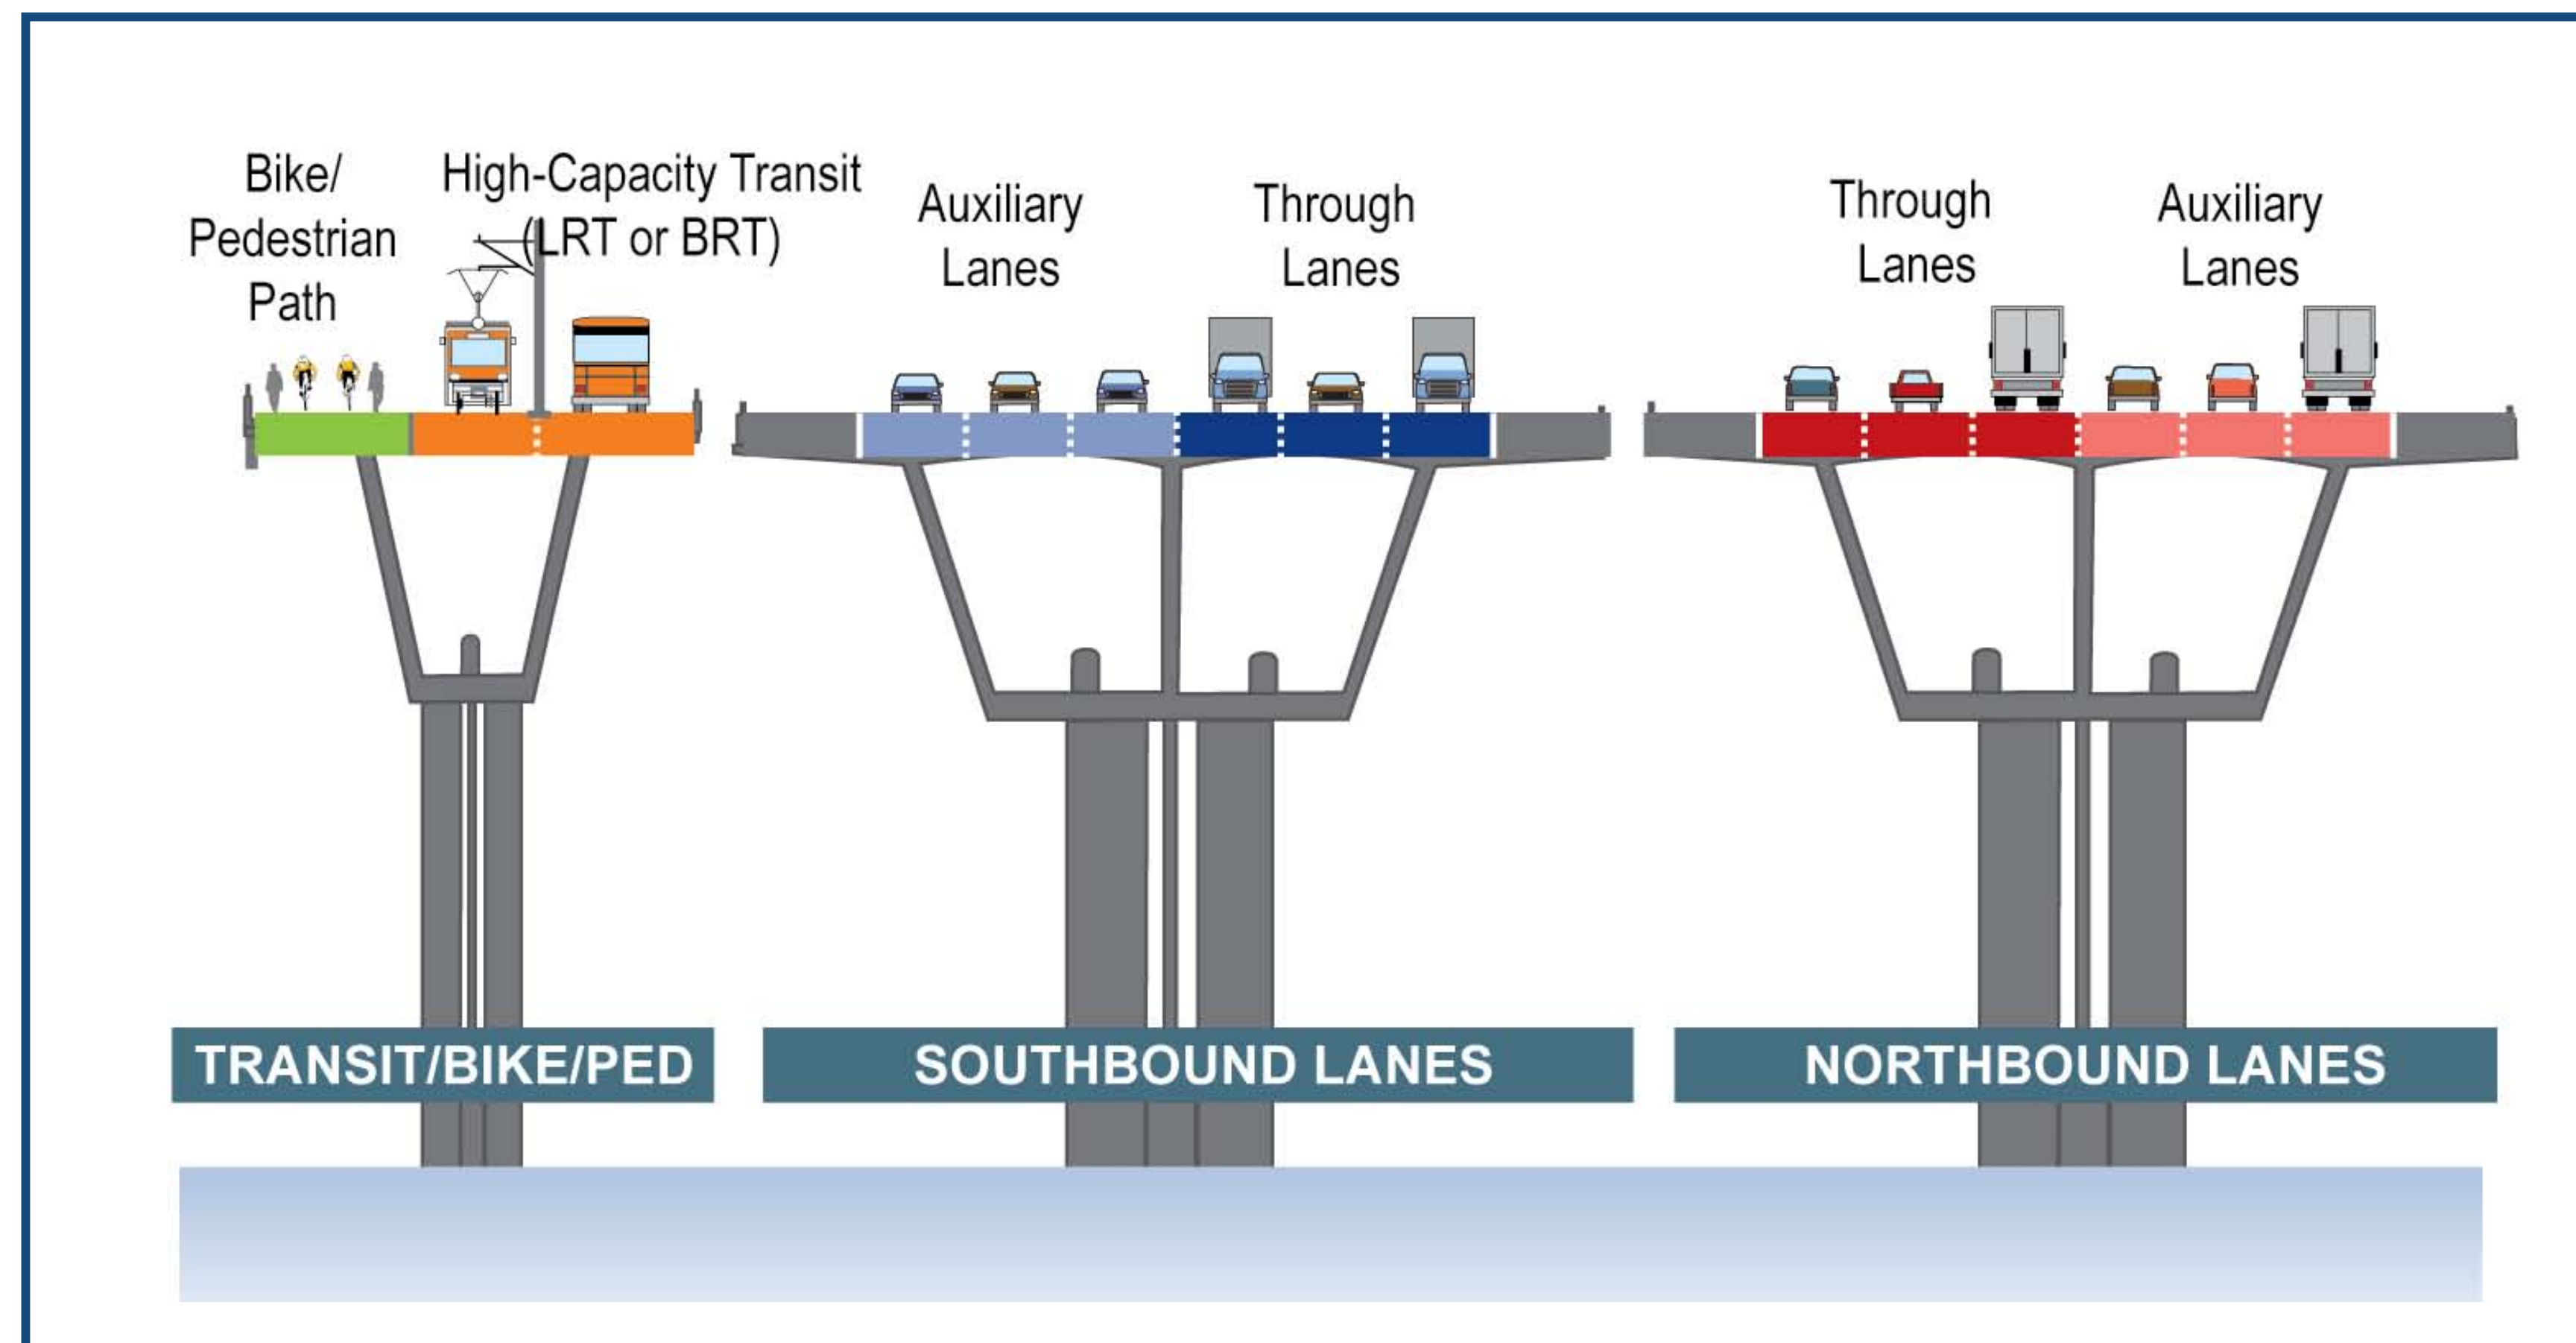 Bike/
Pedestrian
Path
High-Capacity Transit
(LRT or BRT)
Auxiliary
Lanes
Through
Lanes
Through
Lanes
Auxiliary
Lanes
TRANSIT/BIKE/PED
SOUTHBOUND LANES
NORTHBOUND LANES